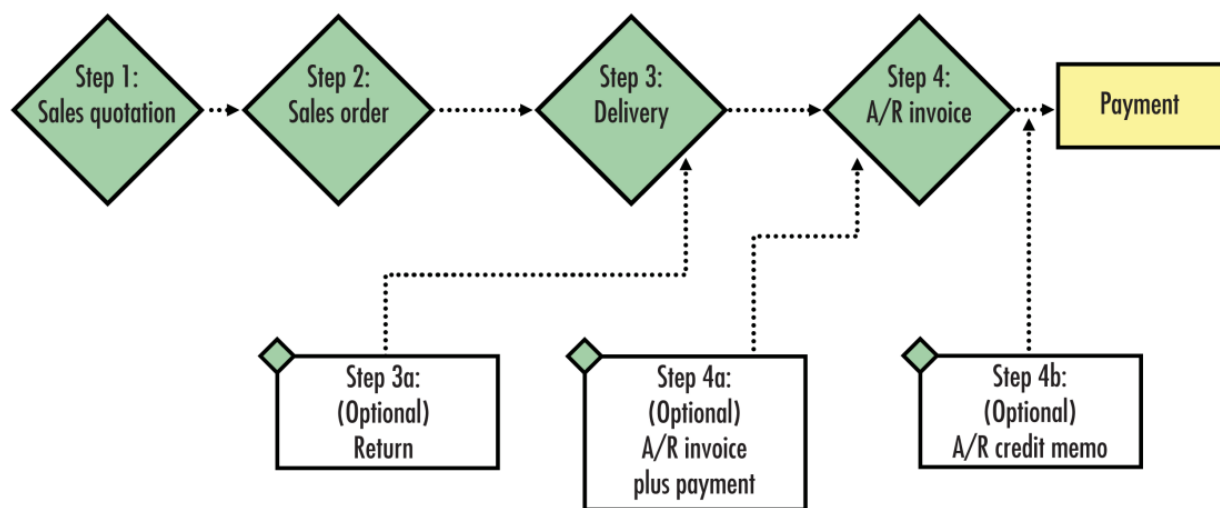 Step 1:
Sales quotation
Step 2:
Sales order
Step 3:
Delivery
Step 4:
A/R invoice
Payment
Step 3a:
(Optional)
Return
Step 4a:
(Optional)
A/R invoice
plus payment
Step 4b:
(Optional)
A/R credit memo